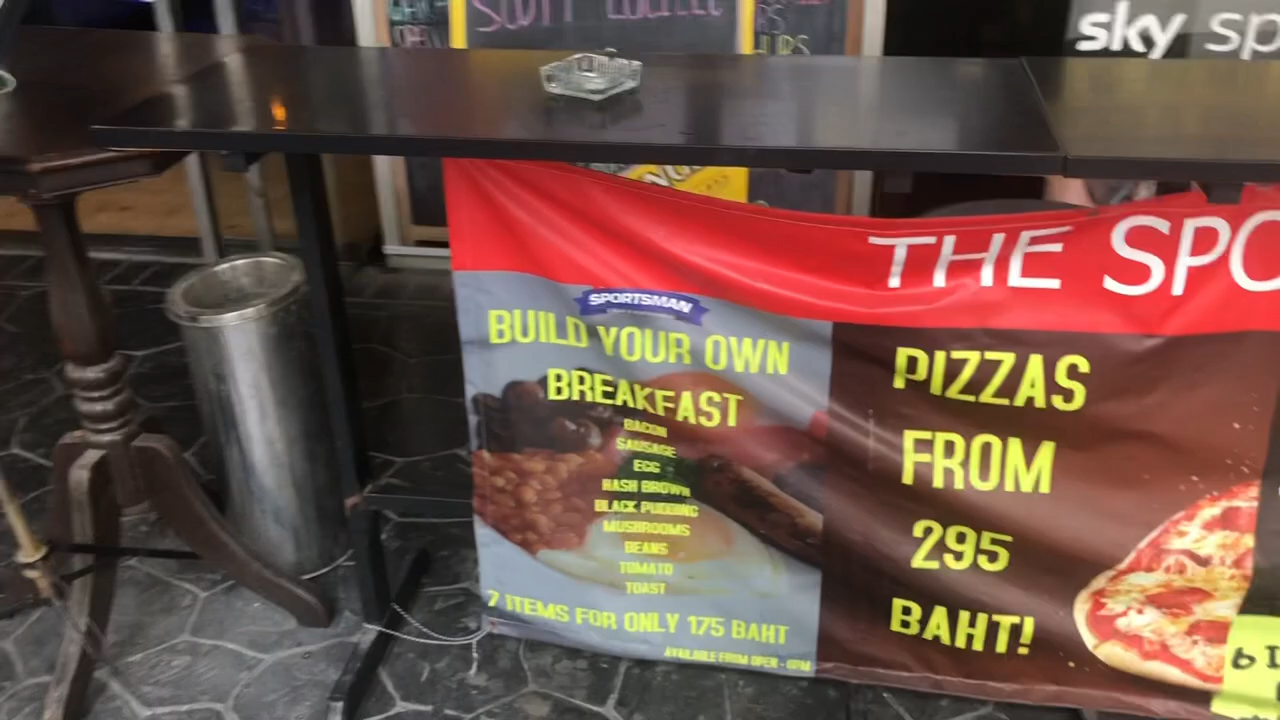 sky sp
THE SPO
SPORTSMAN
BUILD YOUR OWN
BREAKFAST
BACON
SAUSAGE
EGG
HASH BROWN
BLACK PUDDING
MUSHROOMS
BEANS
TOMATO
TOAST
7 ITEMS FOR ONLY 175 BAHT
AVAILABLE FROM OPEN - 6PM
PIZZAS
FROM
295
BAHT!